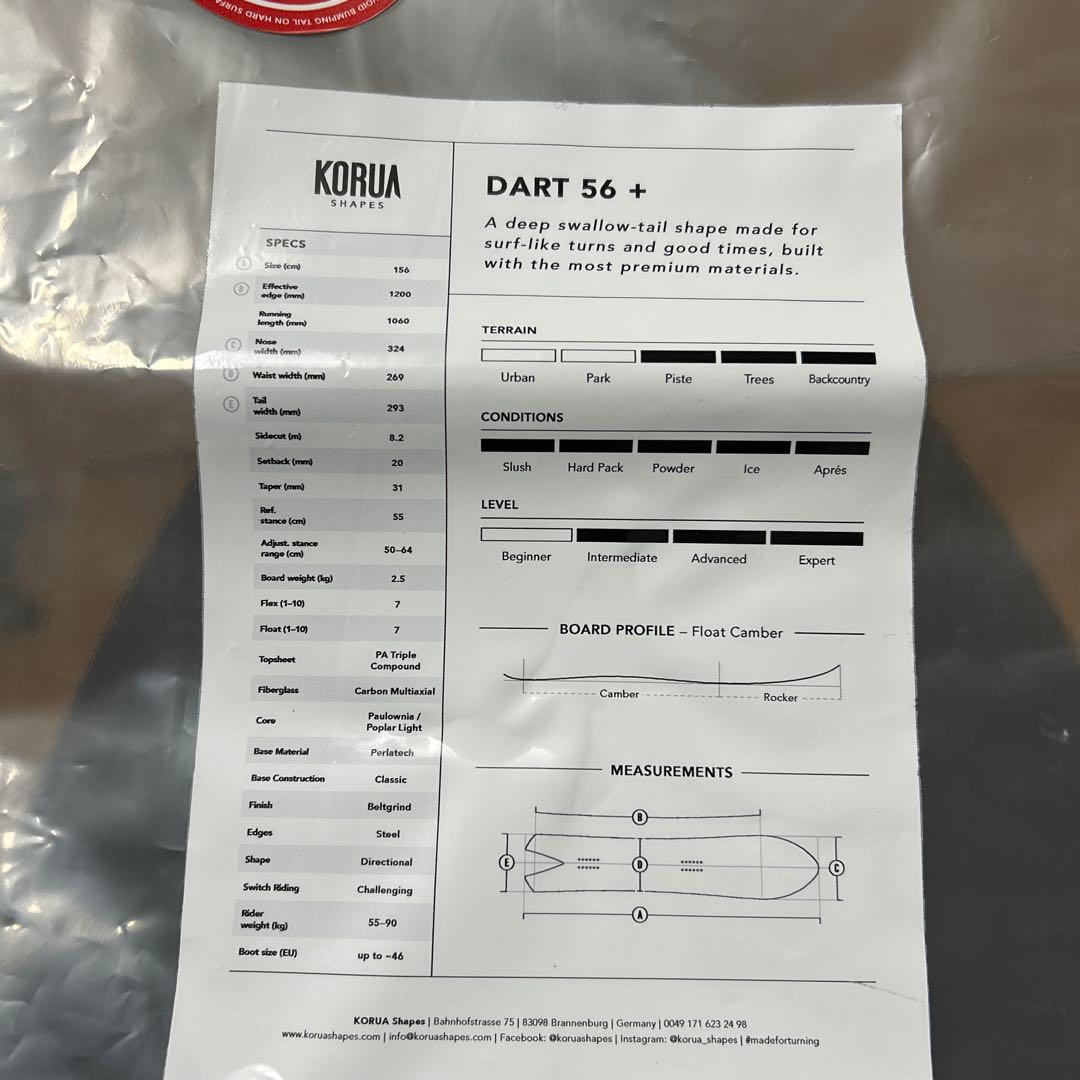 AVOID BUMPING TAIL ON HARD
KORUA
SHAPES
SPECS
A Size (cm) 156
B Effective
edge (mm) 1200
Running
length (mm) 1060
C Nose
width (mm) 324
D Waist width (mm) 269
E Tail
width (mm) 293
Sidecut (m) 8.2
Setback (mm) 20
Taper (mm) 31
Ref.
stance (cm) 55
Adjust. stance
range (cm) 50–64
Board weight (kg) 2.5
Flex (1–10) 7
Float (1–10) 7
Topsheet PA Triple
Compound
Fiberglass Carbon Multiaxial
Core Paulownia /
Poplar Light
Base Material Perlatech
Base Construction Classic
Finish Beltgrind
Edges Steel
Shape Directional
Switch Riding Challenging
Rider
weight (kg) 55–90
Boot size (EU) up to ~46
DART 56 +
A deep swallow-tail shape made for
surf-like turns and good times, built
with the most premium materials.
TERRAIN
Urban Park Piste Trees Backcountry
CONDITIONS
Slush Hard Pack Powder Ice Aprés
LEVEL
Beginner Intermediate Advanced Expert
BOARD PROFILE – Float Camber
Camber Rocker
MEASUREMENTS
B
E D C
A
KORUA Shapes | Bahnhofstrasse 75 | 83098 Brannenburg | Germany | 0049 171 623 24 98
www.koruashapes.com | info@koruashapes.com | Facebook: @koruashapes | Instagram: @korua_shapes | #madeforturning